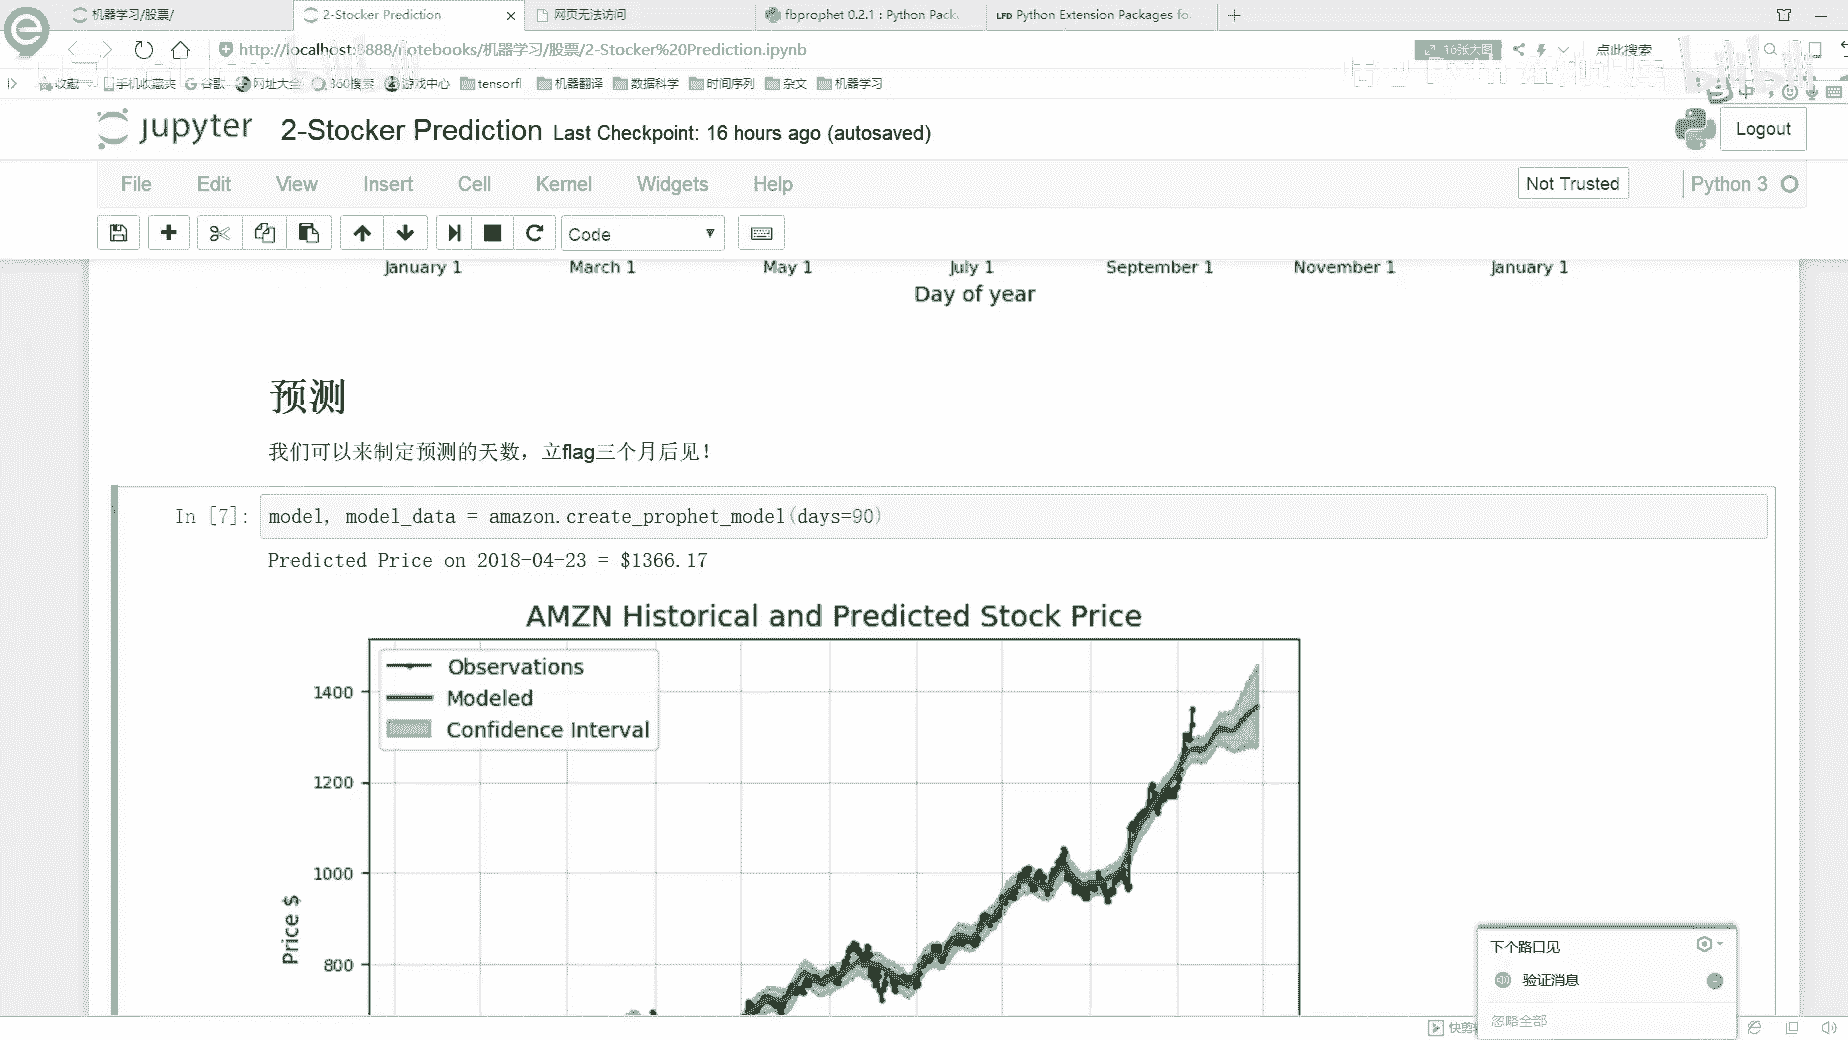 机器学习/股票/
2-Stocker Prediction
网页无法访问
fbprophet 0.2.1 : Python Pack
LFD Python Extension Packages fo
http://localhost:8888/notebooks/机器学习/股票/2-Stocker%20Prediction.ipynb
16张大图
点此搜索
收藏
手机收藏夹
谷歌
网址大全
360搜索
游戏中心
tensorfl
机器翻译
数据科学
时间序列
杂文
机器学习
jupyter
2-Stocker Prediction
Last Checkpoint: 16 hours ago (autosaved)
Logout
File
Edit
View
Insert
Cell
Kernel
Widgets
Help
Not Trusted
Python 3
Code
January 1
March 1
May 1
July 1
September 1
November 1
January 1
Day of year
预测
我们可以来制定预测的天数，立flag三个月后见！
In [7]:
model, model_data = amazon.create_prophet_model(days=90)
Predicted Price on 2018-04-23 = $1366.17
AMZN Historical and Predicted Stock Price
Observations
Modeled
Confidence Interval
1400
1200
1000
800
Price $
下个路口见
验证消息
忽略全部
快剪